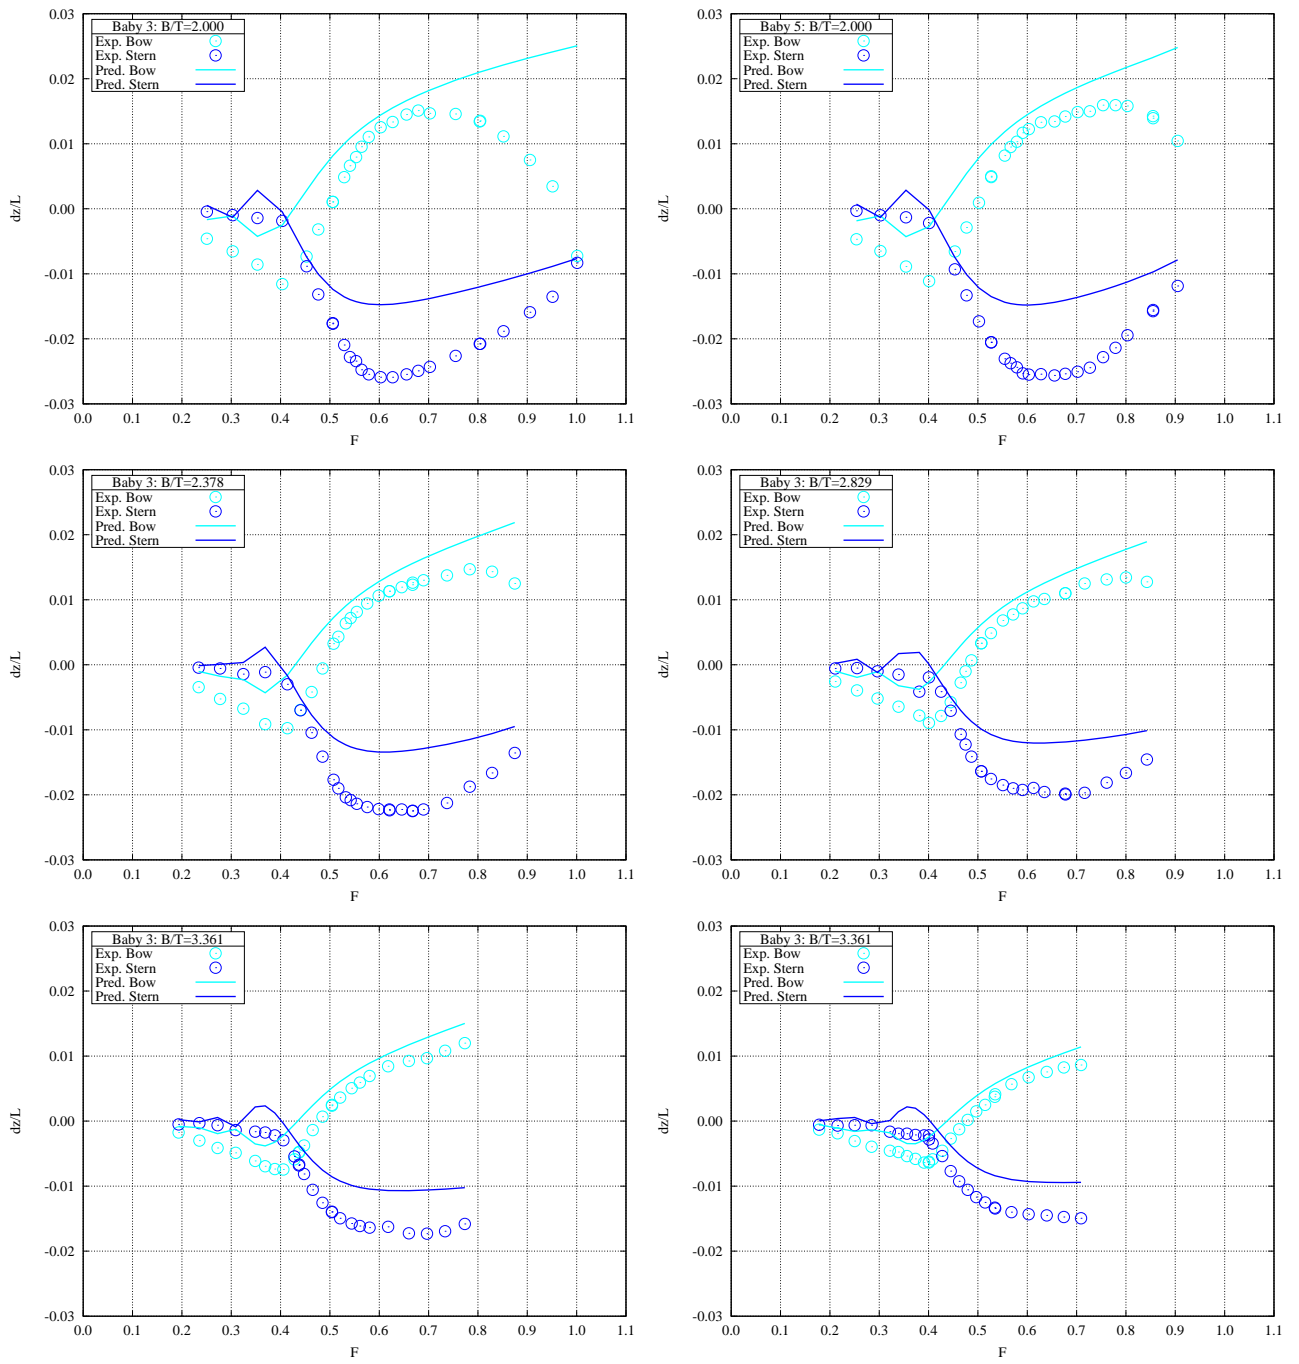 0.03
0.02
0.01
0.00
-0.01
-0.02
-0.03
dz/L
Baby 3: B/T=2.000
Exp. Bow
Exp. Stern
Pred. Bow
Pred. Stern
0.0 0.1 0.2 0.3 0.4 0.5 0.6 0.7 0.8 0.9 1.0 1.1
F
0.03
0.02
0.01
0.00
-0.01
-0.02
-0.03
dz/L
Baby 5: B/T=2.000
Exp. Bow
Exp. Stern
Pred. Bow
Pred. Stern
0.0 0.1 0.2 0.3 0.4 0.5 0.6 0.7 0.8 0.9 1.0 1.1
F
0.03
0.02
0.01
0.00
-0.01
-0.02
-0.03
dz/L
Baby 3: B/T=2.378
Exp. Bow
Exp. Stern
Pred. Bow
Pred. Stern
0.0 0.1 0.2 0.3 0.4 0.5 0.6 0.7 0.8 0.9 1.0 1.1
F
0.03
0.02
0.01
0.00
-0.01
-0.02
-0.03
dz/L
Baby 3: B/T=2.829
Exp. Bow
Exp. Stern
Pred. Bow
Pred. Stern
0.0 0.1 0.2 0.3 0.4 0.5 0.6 0.7 0.8 0.9 1.0 1.1
F
0.03
0.02
0.01
0.00
-0.01
-0.02
-0.03
dz/L
Baby 3: B/T=3.361
Exp. Bow
Exp. Stern
Pred. Bow
Pred. Stern
0.0 0.1 0.2 0.3 0.4 0.5 0.6 0.7 0.8 0.9 1.0 1.1
F
0.03
0.02
0.01
0.00
-0.01
-0.02
-0.03
dz/L
Baby 3: B/T=3.361
Exp. Bow
Exp. Stern
Pred. Bow
Pred. Stern
0.0 0.1 0.2 0.3 0.4 0.5 0.6 0.7 0.8 0.9 1.0 1.1
F